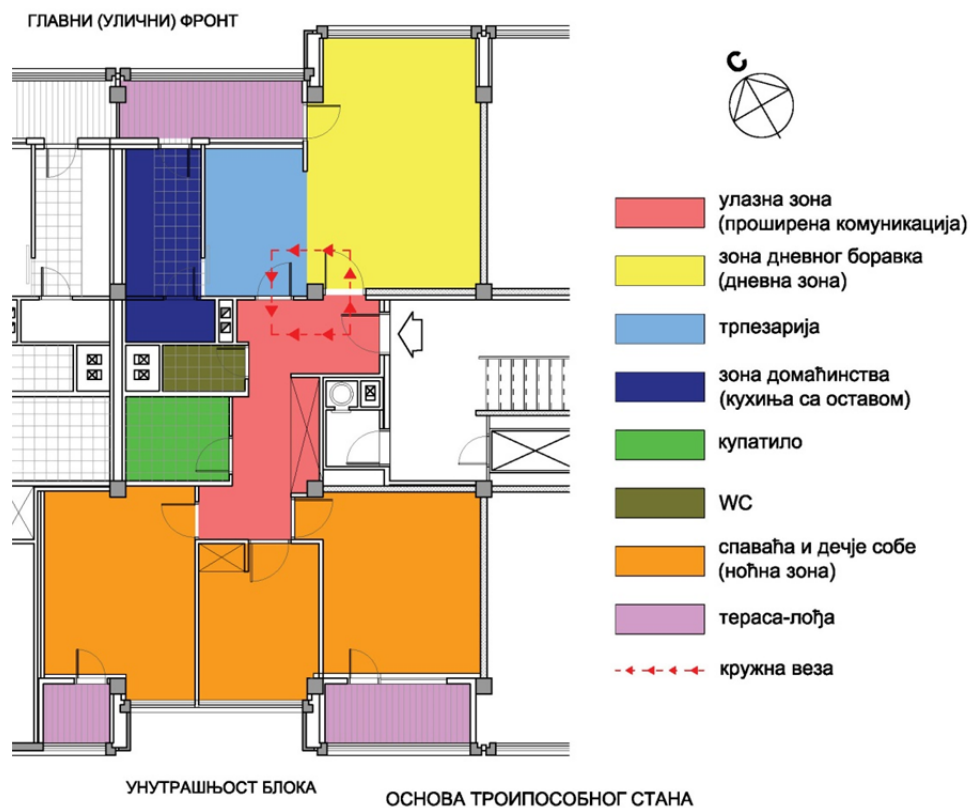 ГЛАВНИ (УЛИЧНИ) ФРОНТ
С
улазна зона
(проширена комуникација)
зона дневног боравка
(дневна зона)
трпезарија
зона домаћинства
(кухиња са оставом)
купатило
WC
спаваћа и дечје собе
(ноћна зона)
тераса-лођа
кружна веза
УНУТРАШЊОСТ БЛОКА
ОСНОВА ТРОИПОСОБНОГ СТАНА